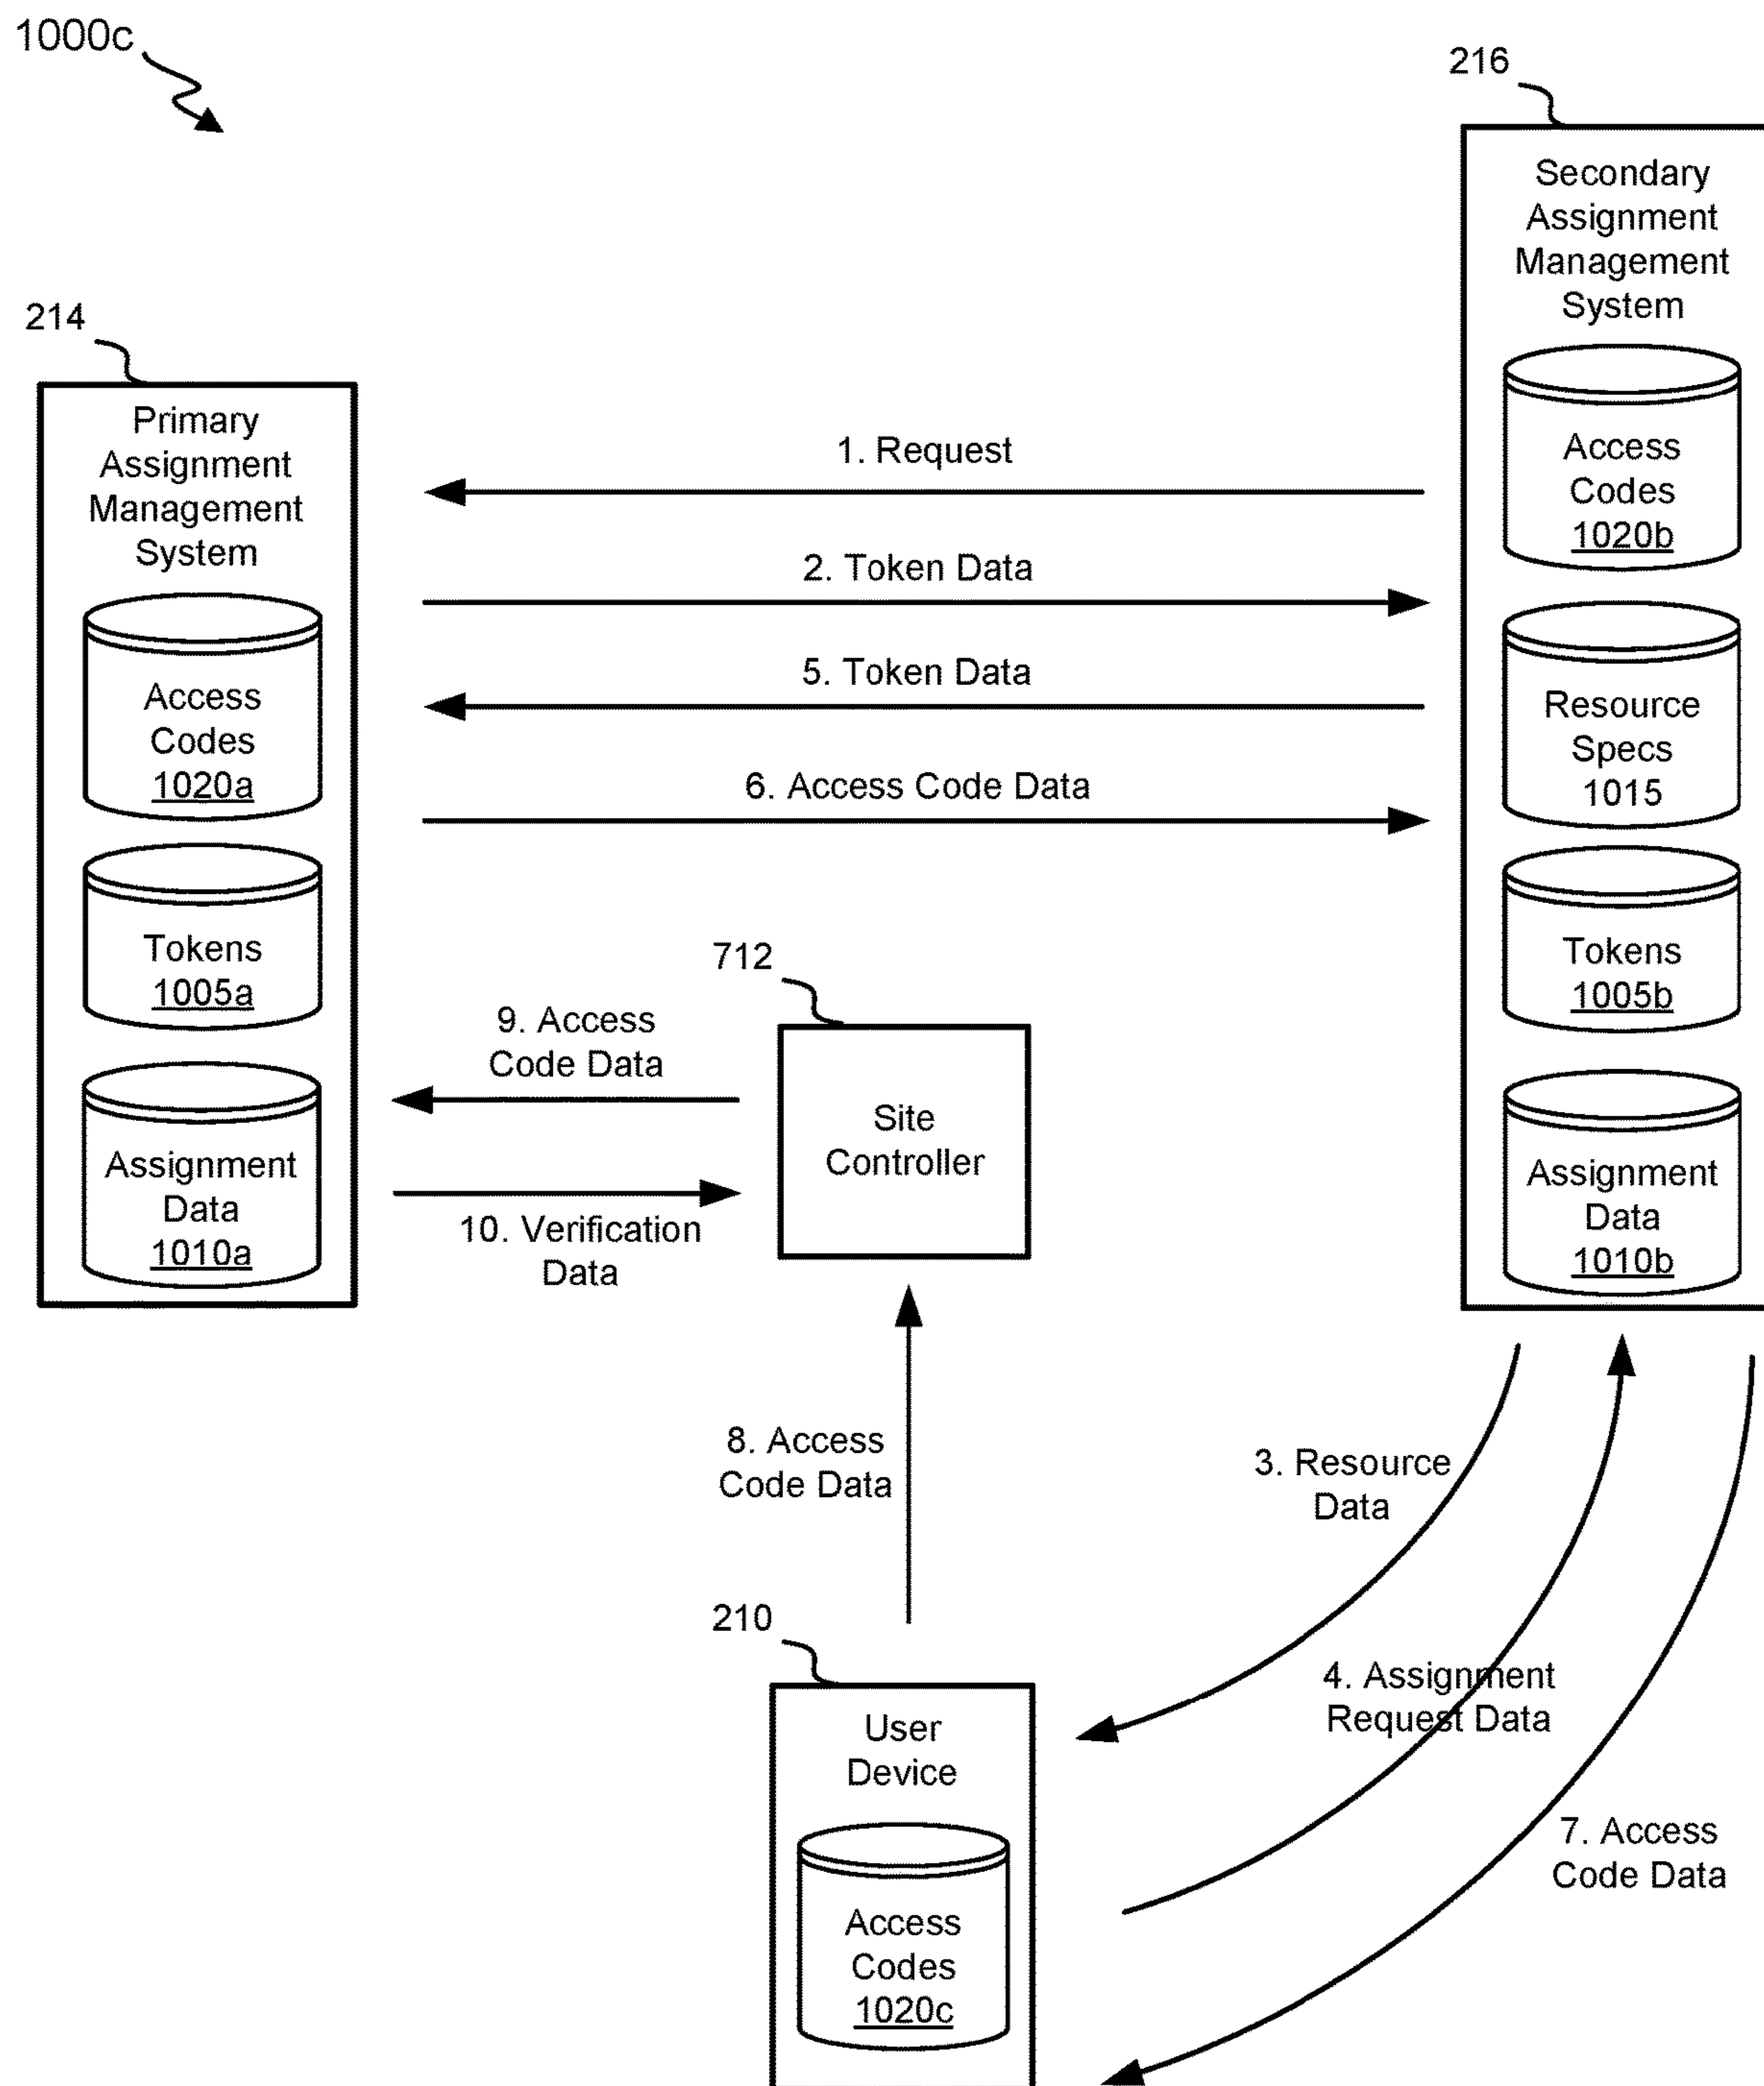 1000c
216
Secondary
Assignment
Management
System
Access
Codes
1020b
Resource
Specs
1015
Tokens
1005b
Assignment
Data
1010b
214
Primary
Assignment
Management
System
Access
Codes
1020a
Tokens
1005a
Assignment
Data
1010a
1. Request
2. Token Data
5. Token Data
6. Access Code Data
712
Site
Controller
9. Access
Code Data
10. Verification
Data
8. Access
Code Data
3. Resource
Data
4. Assignment
Request Data
7. Access
Code Data
210
User
Device
Access
Codes
1020c